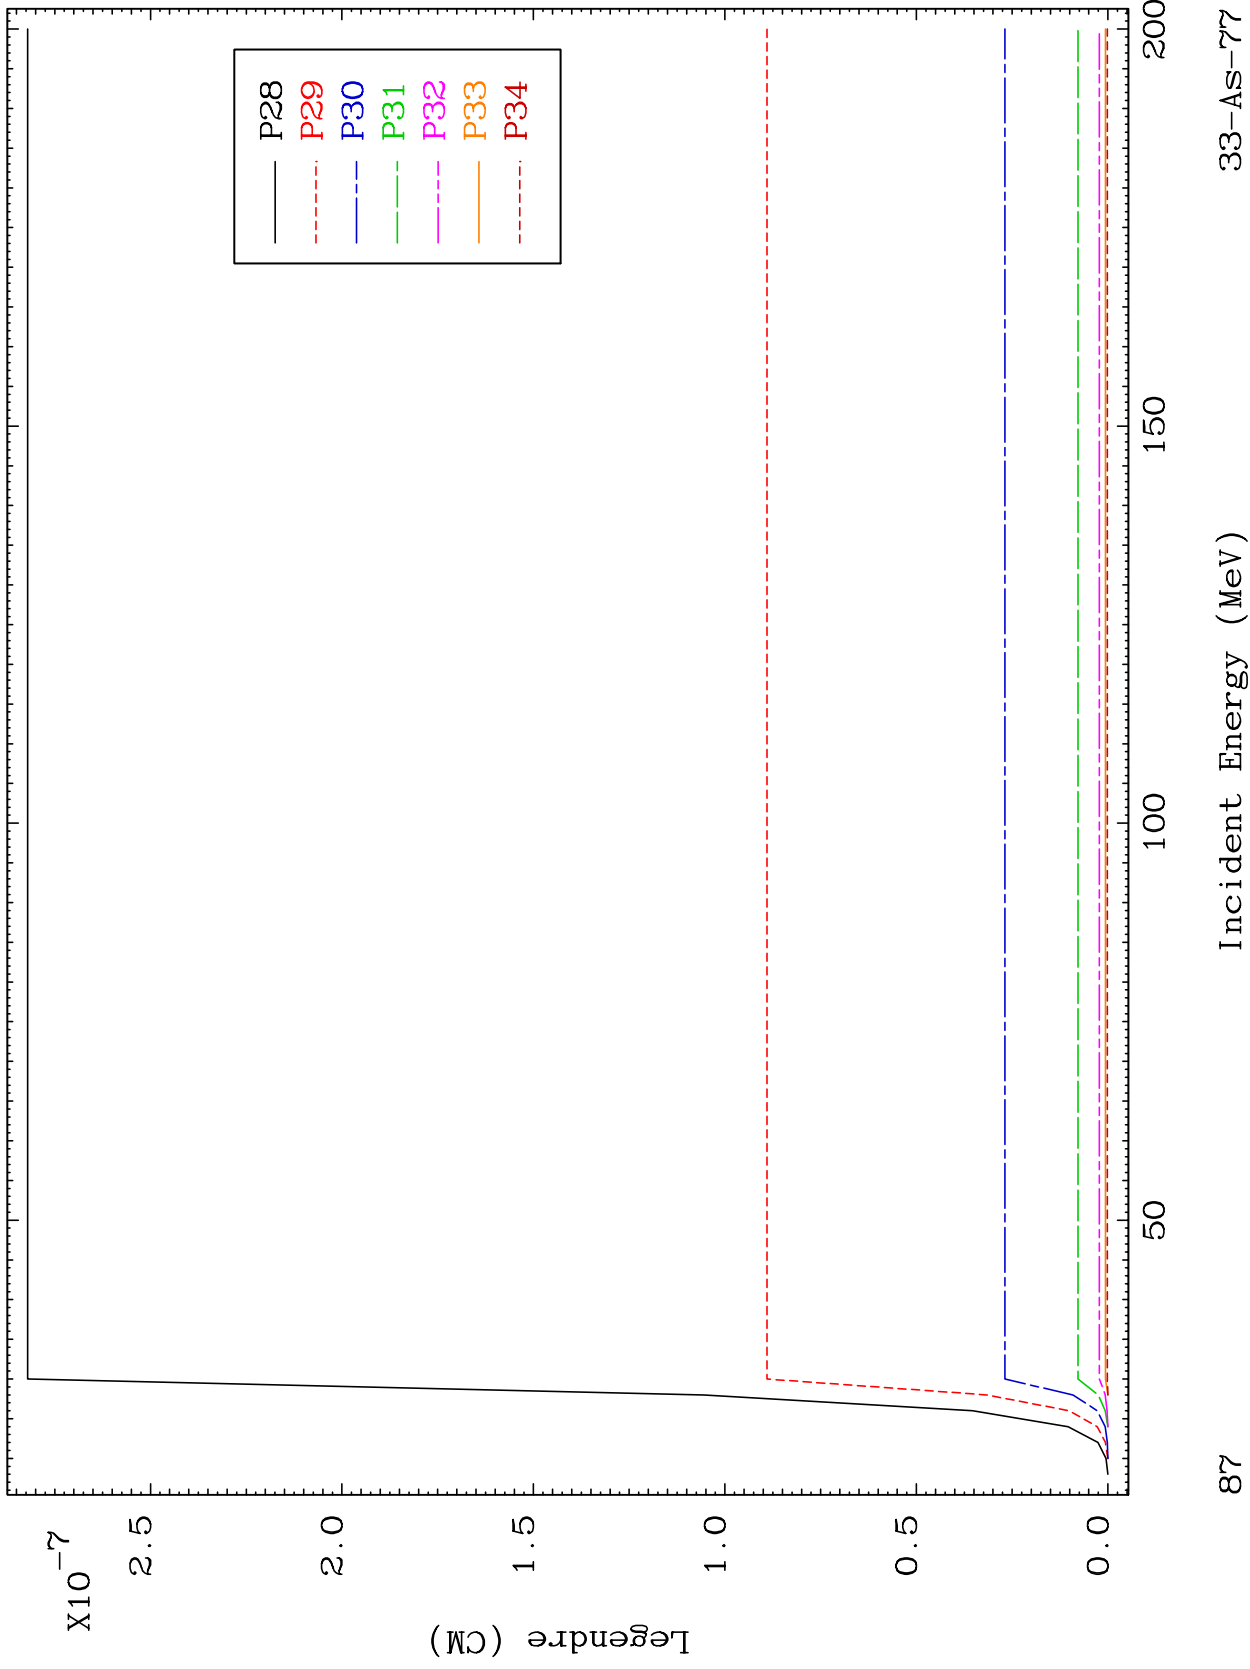 X10-7
2.5
2.0
1.5
1.0
0.5
0.0
Legendre (CM)
P28
P29
P30
P31
P32
P33
P34
50
100
150
200
87
Incident Energy (MeV)
33-As-77